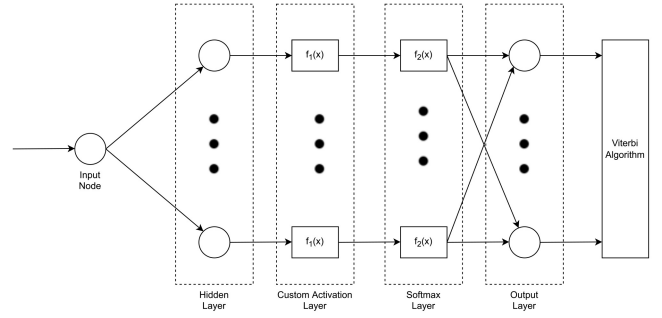 f₁(x)
f₂(x)
Viterbi
Algorithm
Input
Node
f₁(x)
f₂(x)
Hidden
Layer
Custom Activation
Layer
Softmax
Layer
Output
Layer